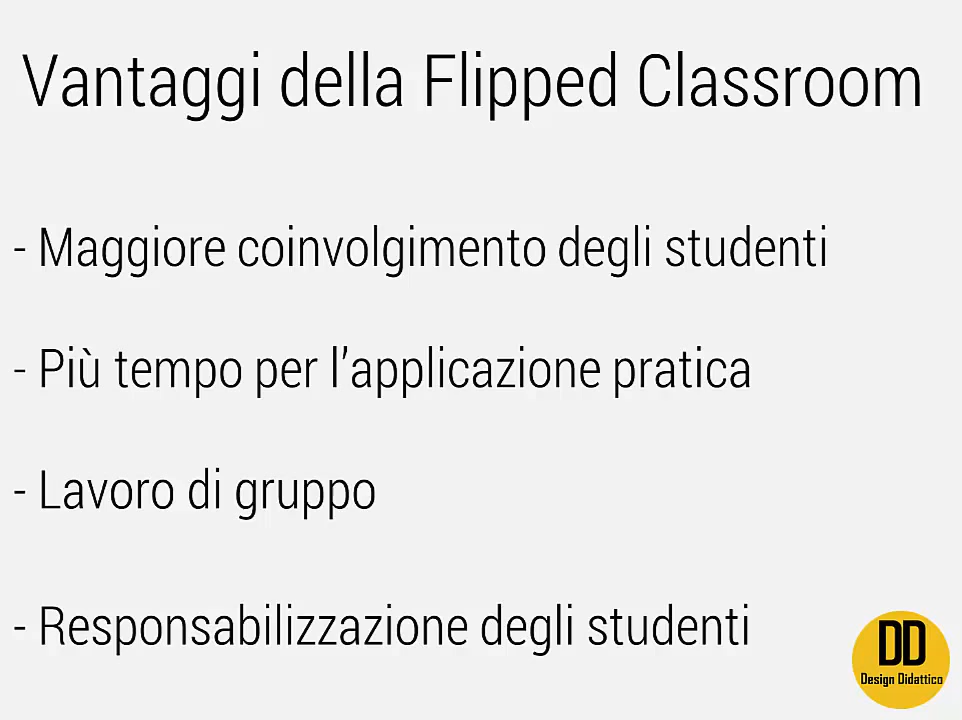 Vantaggi della Flipped Classroom
- Maggiore coinvolgimento degli studenti
- Più tempo per l’applicazione pratica
- Lavoro di gruppo
- Responsabilizzazione degli studenti
DD
Design Didattico